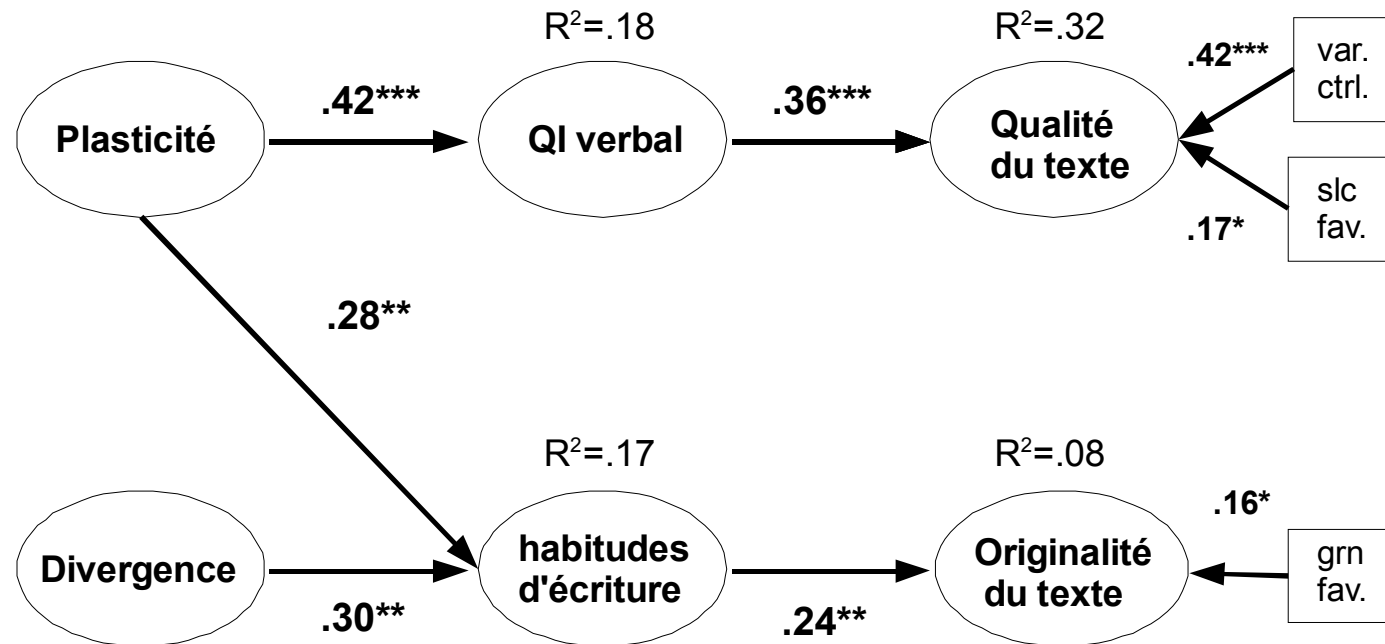 R²=.18
R²=.32
.42***
var.
ctrl.
.42***
.36***
Plasticité
QI verbal
Qualité
du texte
slc
fav.
.17*
.28**
R²=.17
R²=.08
.16*
habitudes
d'écriture
Originalité
du texte
Divergence
grn
fav.
.30**
.24**